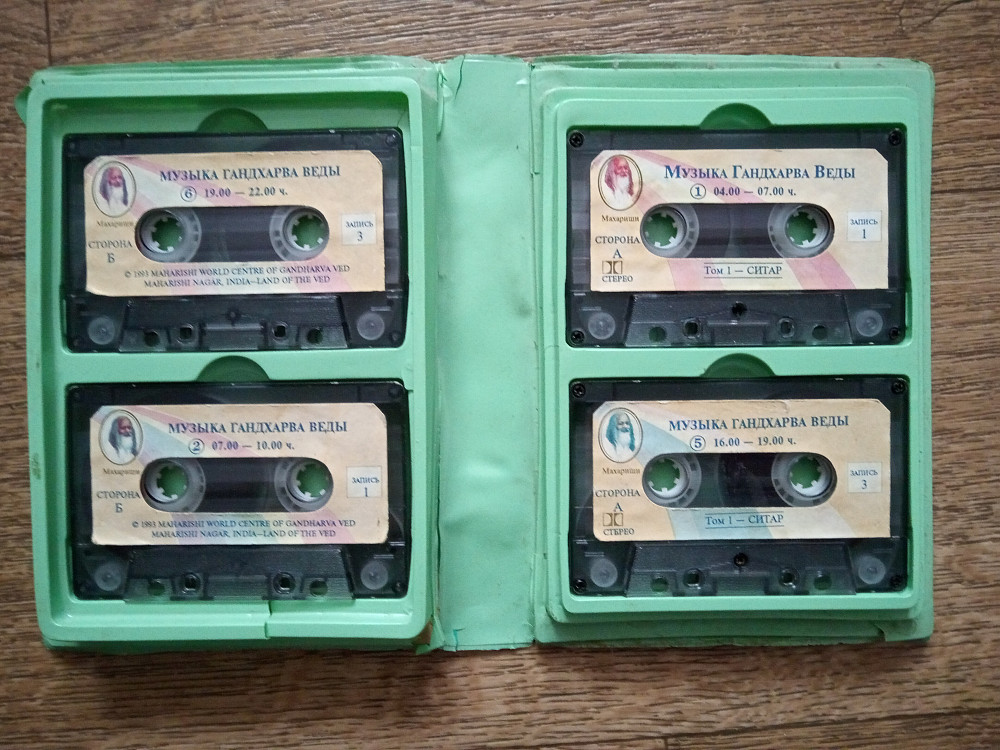 МУЗЫКА ГАНДХАРВА ВЕДЫ
6 19.00 — 22.00 ч.
Махариши
СТОРОНА
Б
ЗАПИСЬ
3
© 1993 MAHARISHI WORLD CENTRE OF GANDHARVA VED
MAHARISHI NAGAR, INDIA—LAND OF THE VED
МУЗЫКА ГАНДХАРВА ВЕДЫ
2 07.00 — 10.00 ч.
Махариши
СТОРОНА
Б
ЗАПИСЬ
1
© 1993 MAHARISHI WORLD CENTRE OF GANDHARVA VED
MAHARISHI NAGAR, INDIA—LAND OF THE VED
МУЗЫКА ГАНДХАРВА ВЕДЫ
1 04.00 — 07.00 ч.
Махариши
СТОРОНА
А
СТЕРЕО
ЗАПИСЬ
1
Том 1 — СИТАР
МУЗЫКА ГАНДХАРВА ВЕДЫ
5 16.00 — 19.00 ч.
Махариши
СТОРОНА
А
СТЕРЕО
ЗАПИСЬ
3
Том 1 — СИТАР